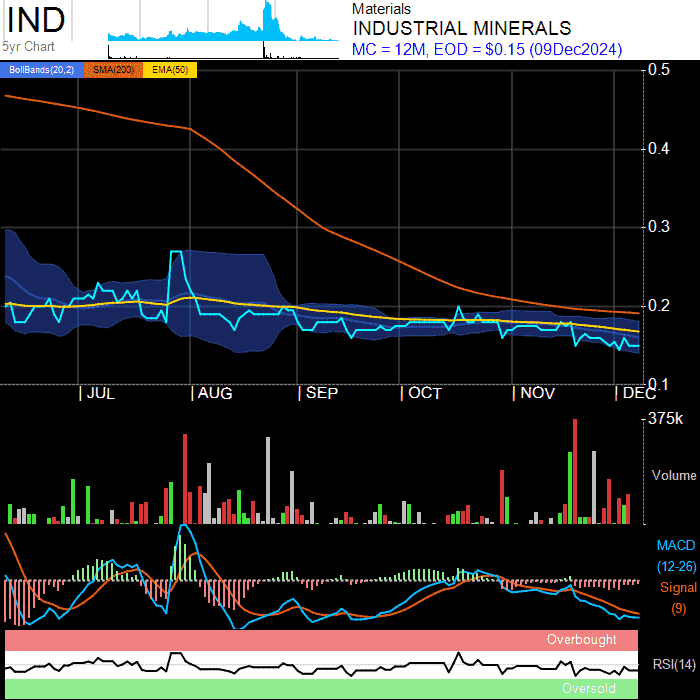 IND
5yr Chart
Materials
INDUSTRIAL MINERALS
MC = 12M, EOD = $0.15 (09Dec2024)
BollBands(20,2) SMA(200) EMA(50)
0.5
0.4
0.3
0.2
0.1
| JUL | AUG | SEP | OCT | NOV | DEC
375k
Volume
MACD
(12-26)
Signal
(9)
Overbought
RSI(14)
Oversold